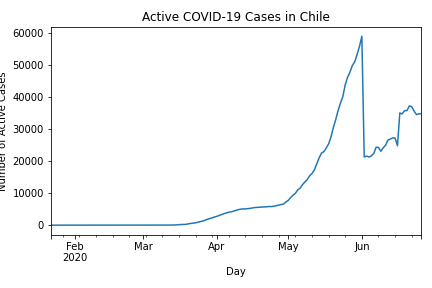 Active COVID-19 Cases in Chile
60000
50000
40000
30000
20000
10000
0
Number of Active Cases
Feb
2020
Mar
Apr
May
Jun
Day